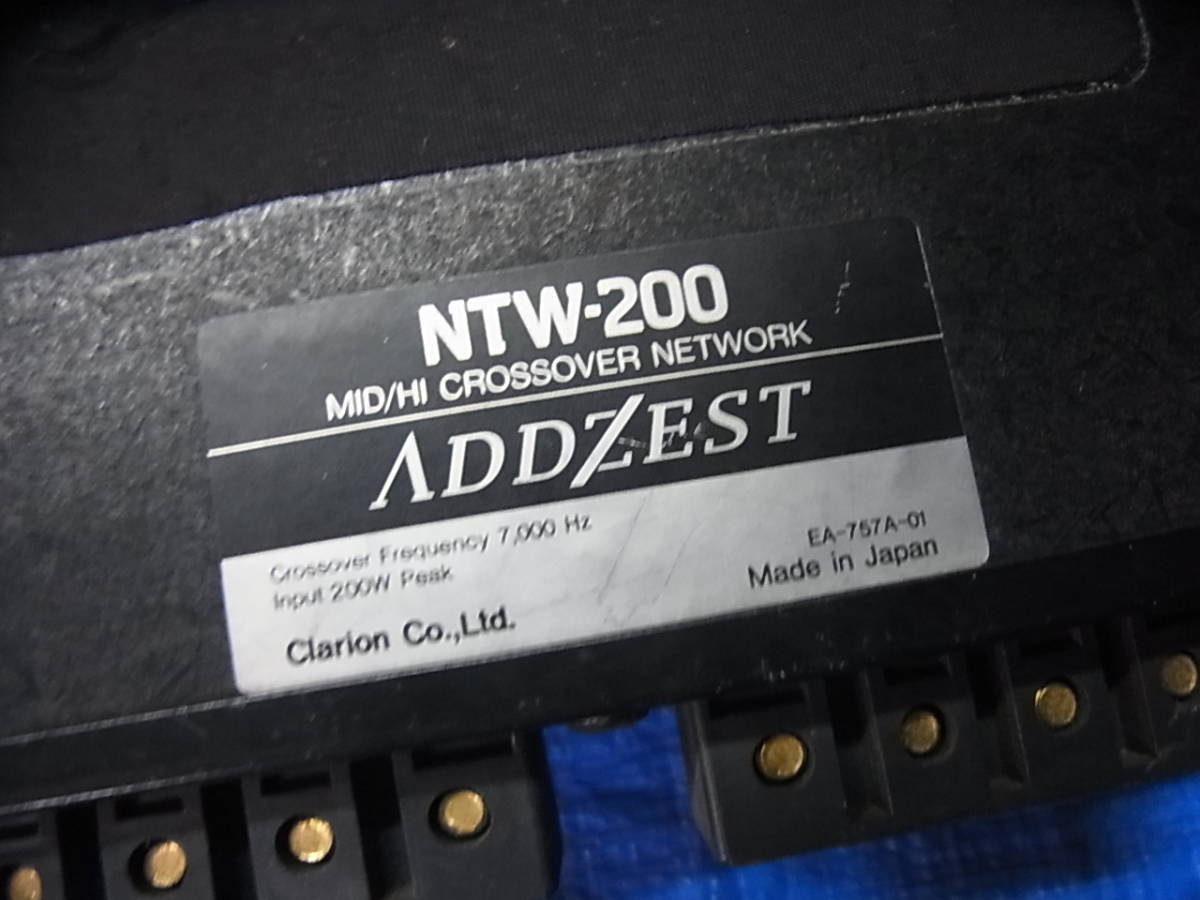 NTW-200
MID/HI CROSSOVER NETWORK
ADDZEST
Crossover Frequency 7,000 Hz
Input 200W Peak
EA-757A-01
Clarion Co.,Ltd.
Made in Japan